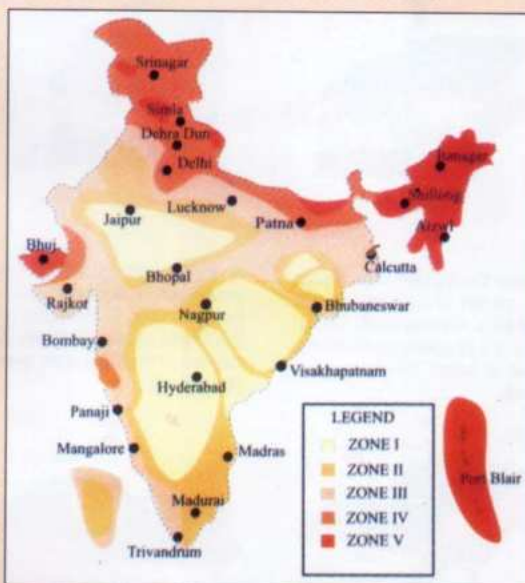 Srinagar
Simla
Dehra Dun
Delhi
Itanagar
Shillong
Lucknow
Jaipur
Patna
Aizwl
Bhuj
Bhopal
Calcutta
Rajkot
Nagpur
Bhubaneswar
Bombay
Hyderabad
Visakhapatnam
Panaji
Mangalore
Madras
Madurai
Trivandrum
Port Blair
LEGEND
ZONE I
ZONE II
ZONE III
ZONE IV
ZONE V